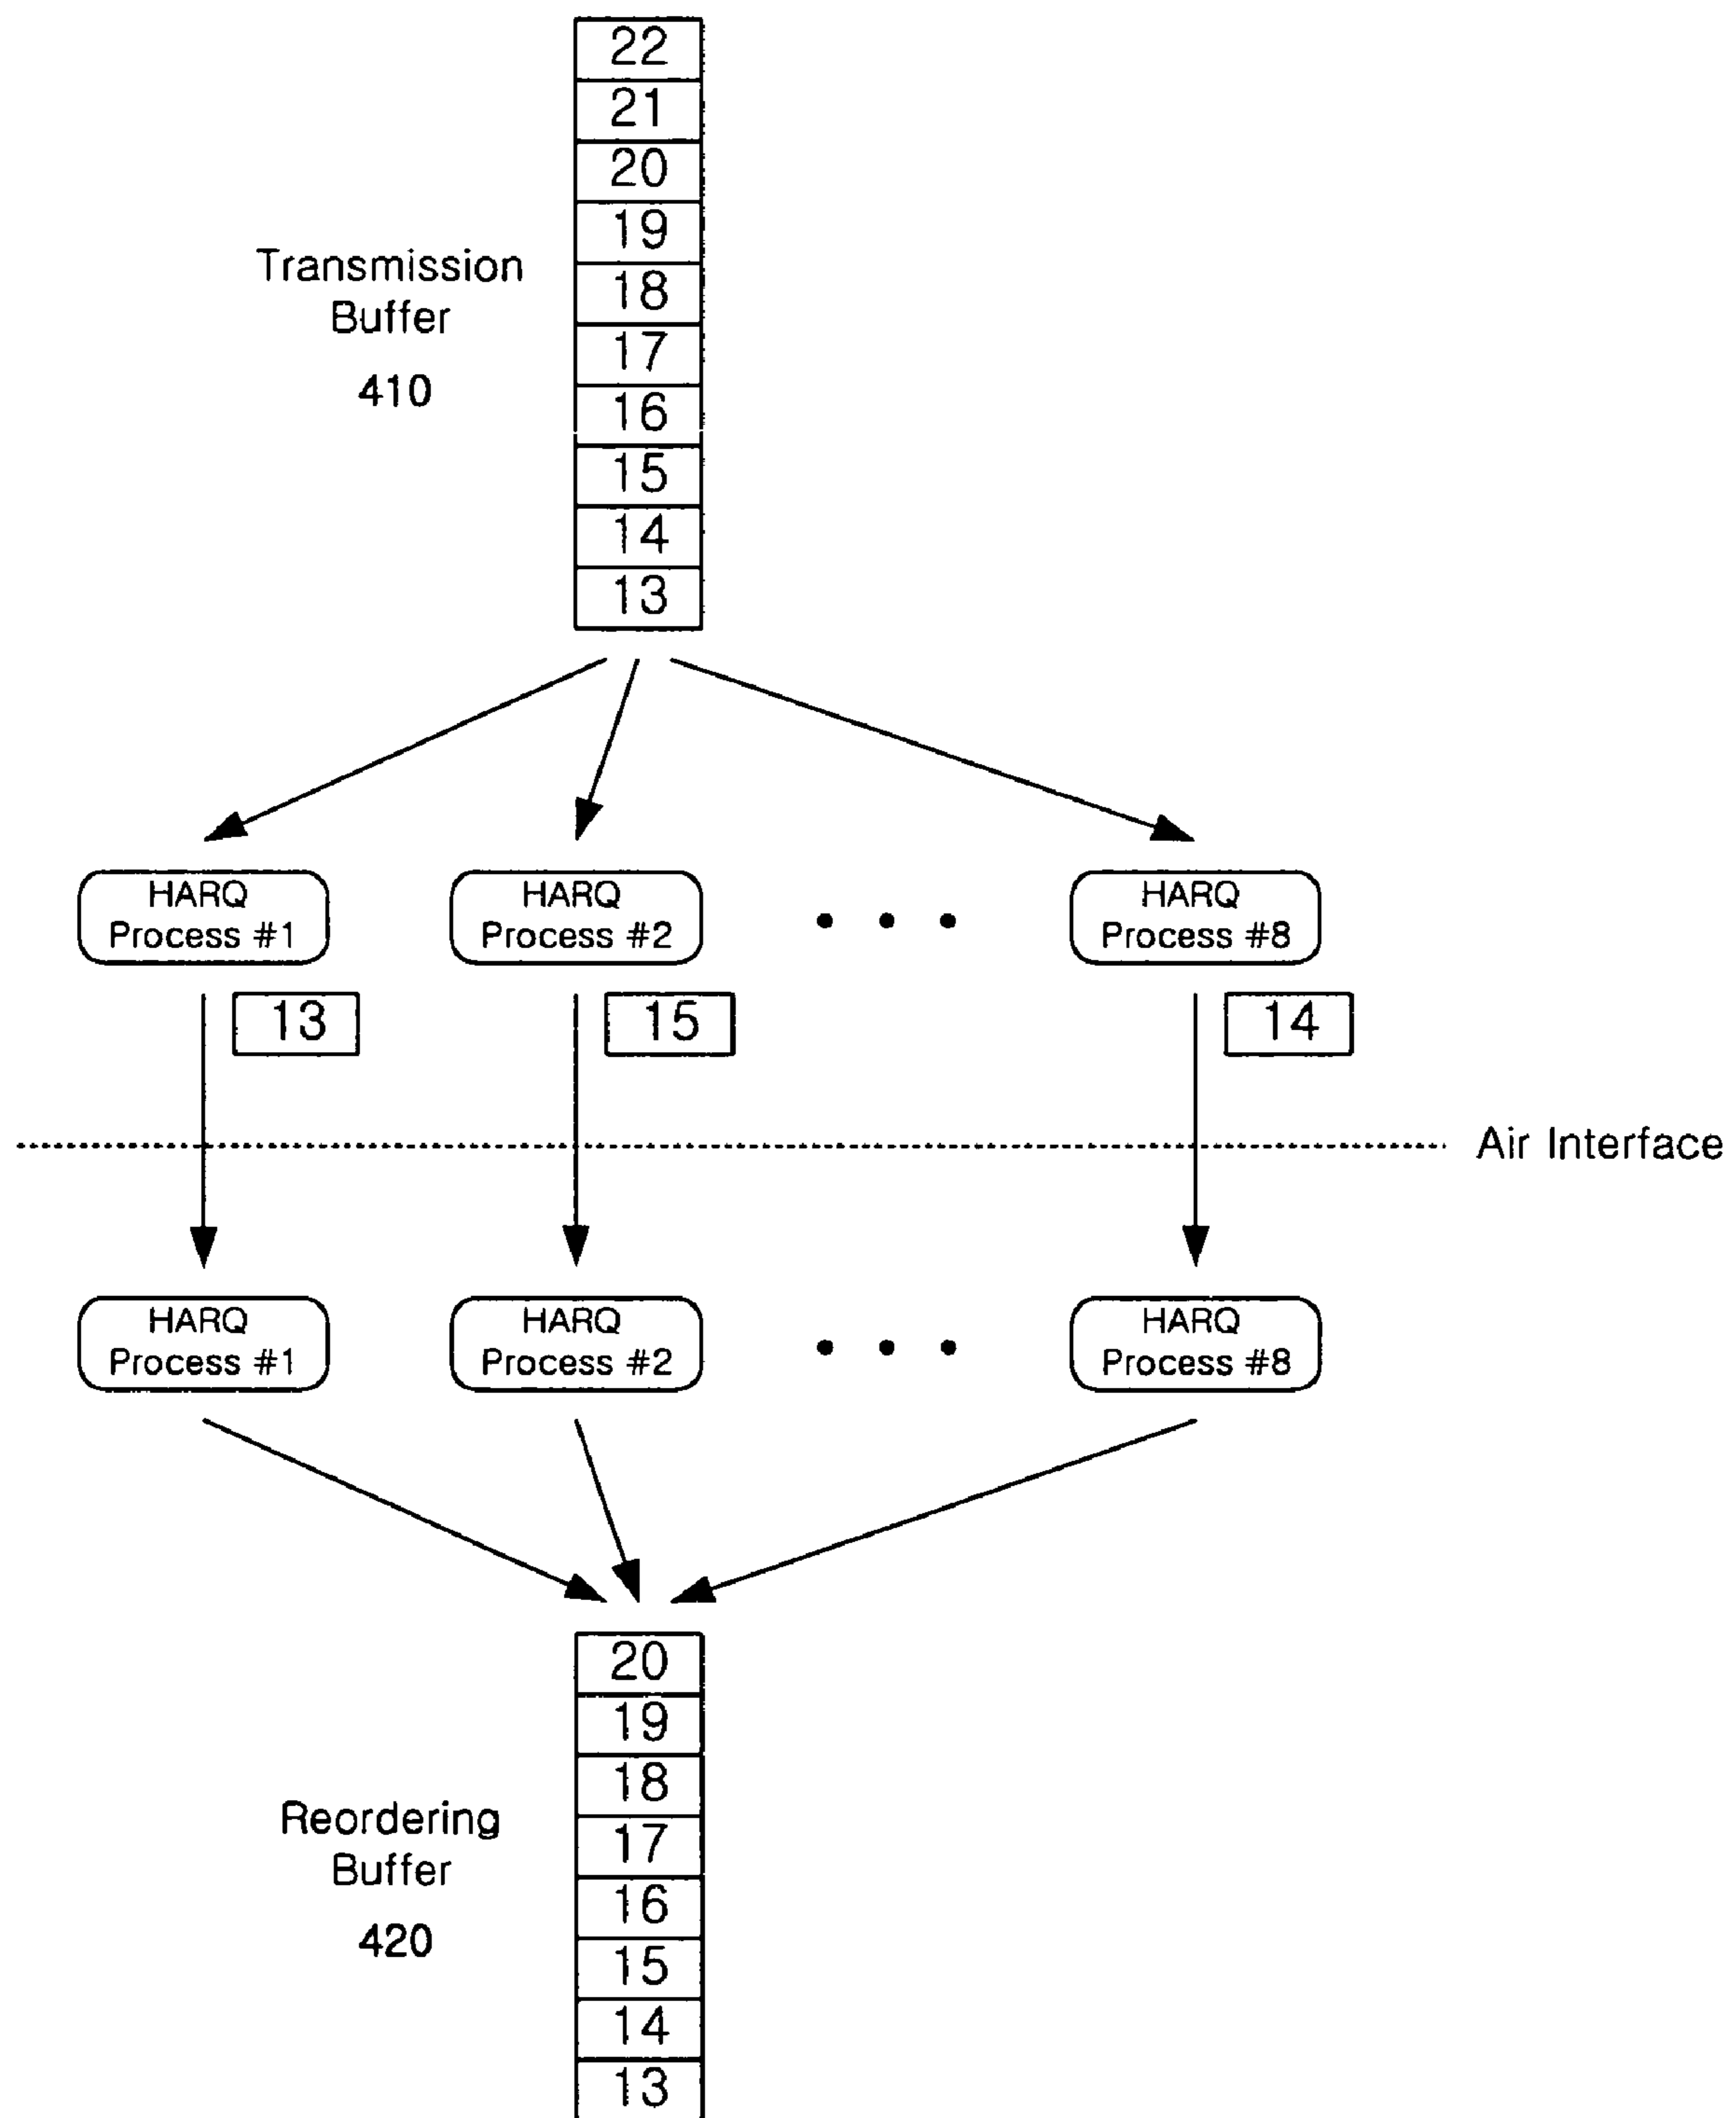 22
21
20
19
18
17
16
15
14
13
Transmission
Buffer
410
HARQ
Process #1
HARQ
Process #2
HARQ
Process #8
13
15
14
Air Interface
HARQ
Process #1
HARQ
Process #2
HARQ
Process #8
20
19
18
17
16
15
14
13
Reordering
Buffer
420